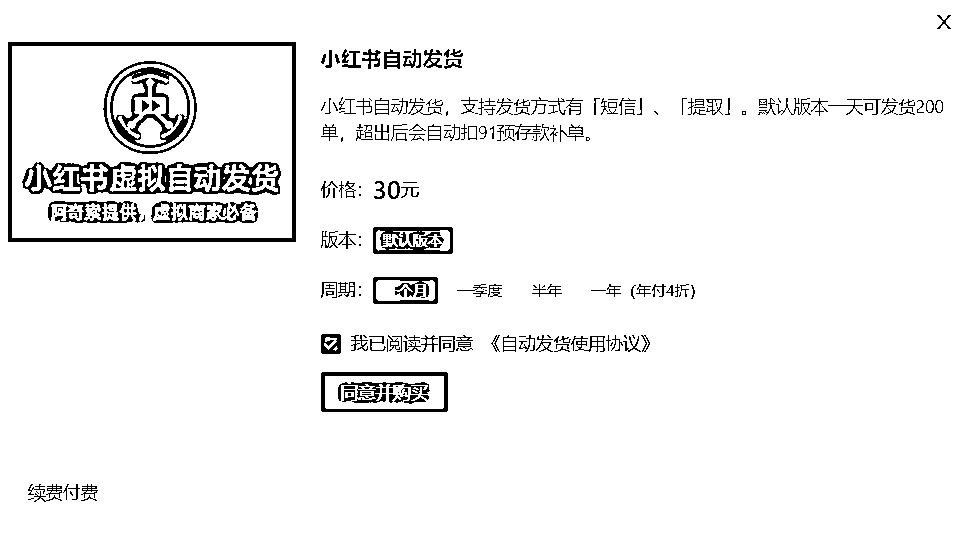 X
小红书虚拟自动发货
阿奇索提供，虚拟商家必备
小红书自动发货
小红书自动发货，支持发货方式有「短信」、「提取」。默认版本一天可发货200
单，超出后会自动扣91预存款补单。
价格：30元
版本：默认版本
周期：一个月 一季度 半年 一年（年付4折）
我已阅读并同意 《自动发货使用协议》
同意并购买
续费付费